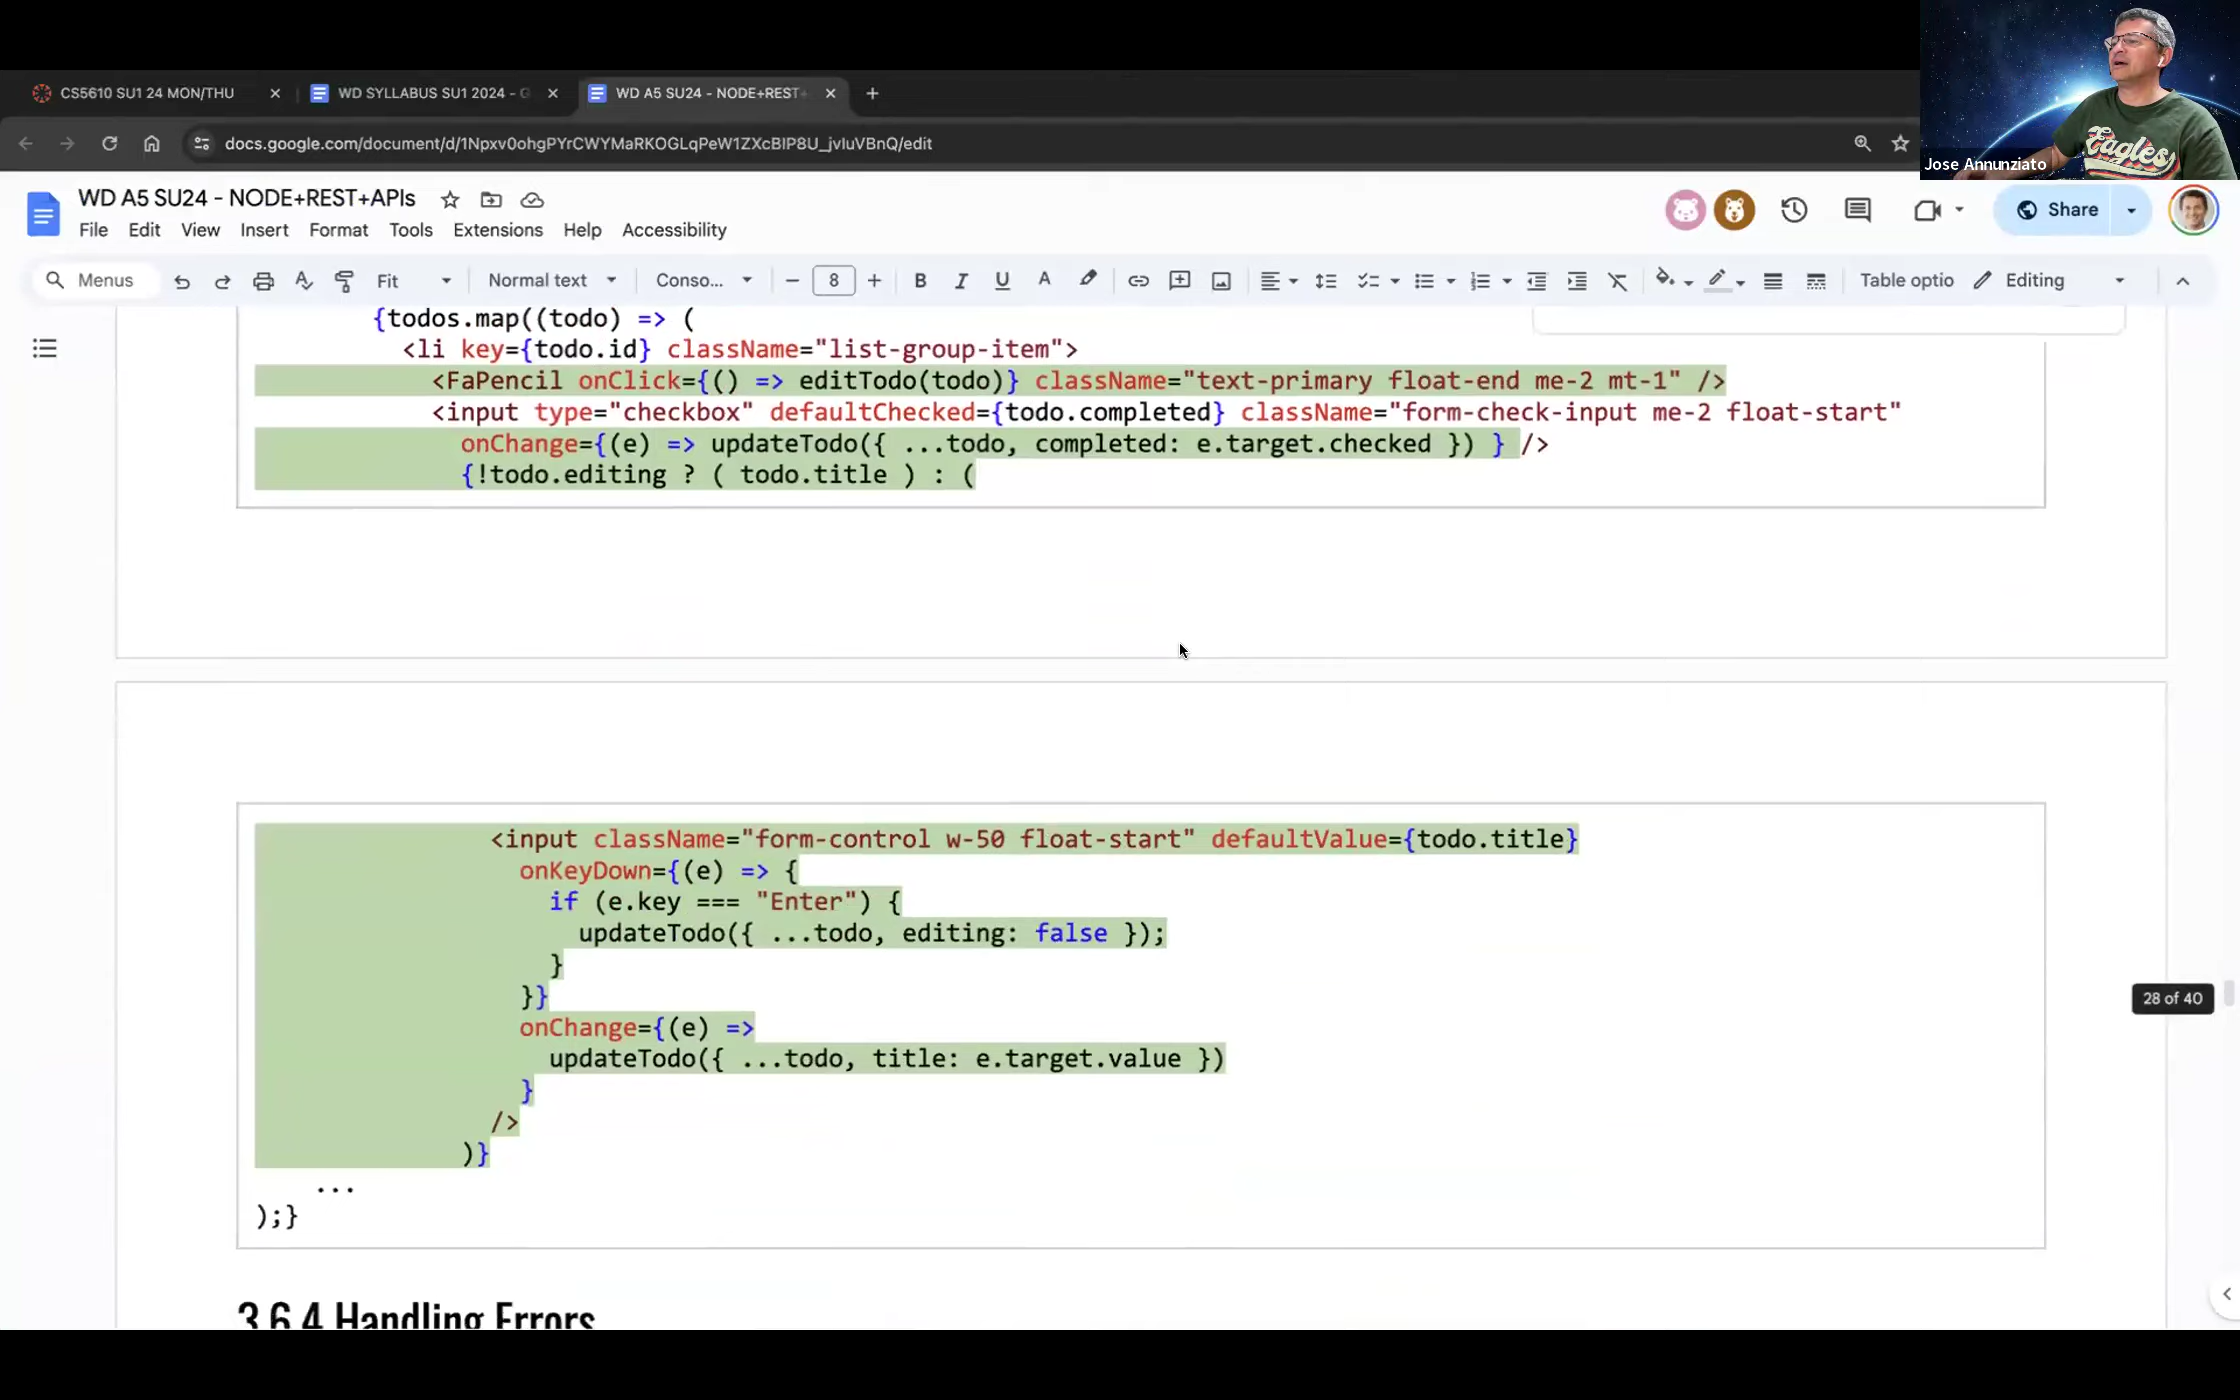 CS5610 SU1 24 MON/THU
WD SYLLABUS SU1 2024 - G
WD A5 SU24 - NODE+REST+
docs.google.com/document/d/1Npxv0ohgPYrCWYMaRKOGLqPeW1ZXcBIP8U_jvIuVBnQ/edit
Eagles
Jose Annunziato
WD A5 SU24 - NODE+REST+APIs
File Edit View Insert Format Tools Extensions Help Accessibility
Share
Menus Fit Normal text Conso... 8 B I U A Table optio Editing
{todos.map((todo) => (
<li key={todo.id} className="list-group-item">
<FaPencil onClick={() => editTodo(todo)} className="text-primary float-end me-2 mt-1" />
<input type="checkbox" defaultChecked={todo.completed} className="form-check-input me-2 float-start"
onChange={(e) => updateTodo({ ...todo, completed: e.target.checked }) } />
{!todo.editing ? ( todo.title ) : (
<input className="form-control w-50 float-start" defaultValue={todo.title}
onKeyDown={(e) => {
if (e.key === "Enter") {
updateTodo({ ...todo, editing: false });
}
}}
onChange={(e) =>
updateTodo({ ...todo, title: e.target.value })
}
/>
)}
...
);}
28 of 40
3.6.4 Handling Errors